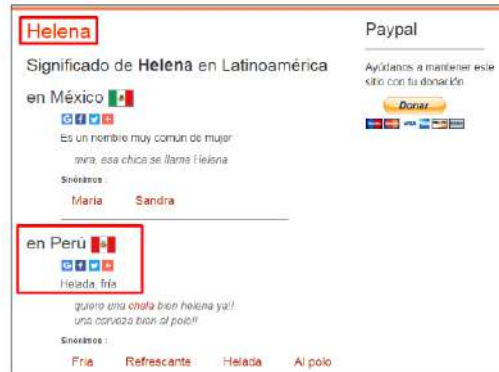 Helena
Significado de Helena en Latinoamérica
en México
Es un nombre muy común de mujer
mira, esa chica se llama Helena
Sinónimos :
María Sandra
en Perú
Helada, fría
quiero una chela bien helena ya!!
una cerveza bien al polo!!
Sinónimos :
Fria Refrescante Helada Al polo
Paypal
Ayúdanos a mantener este
sitio con tu donación
Donar